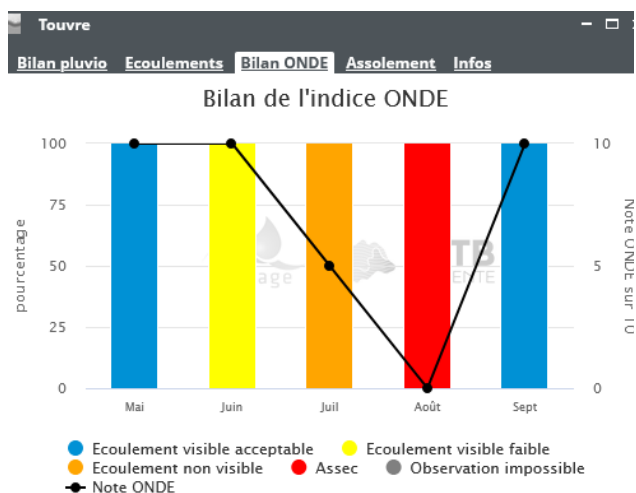 Touvre
Bilan pluvio Ecoulements Bilan ONDE Assolement Infos
Bilan de l'indice ONDE
100
75
50
25
0
pourcentage
10
5
0
Note ONDE sur 10
Mai Juin Juil Août Sept
Ecoulement visible acceptable Ecoulement visible faible
Ecoulement non visible Assec Observation impossible
Note ONDE